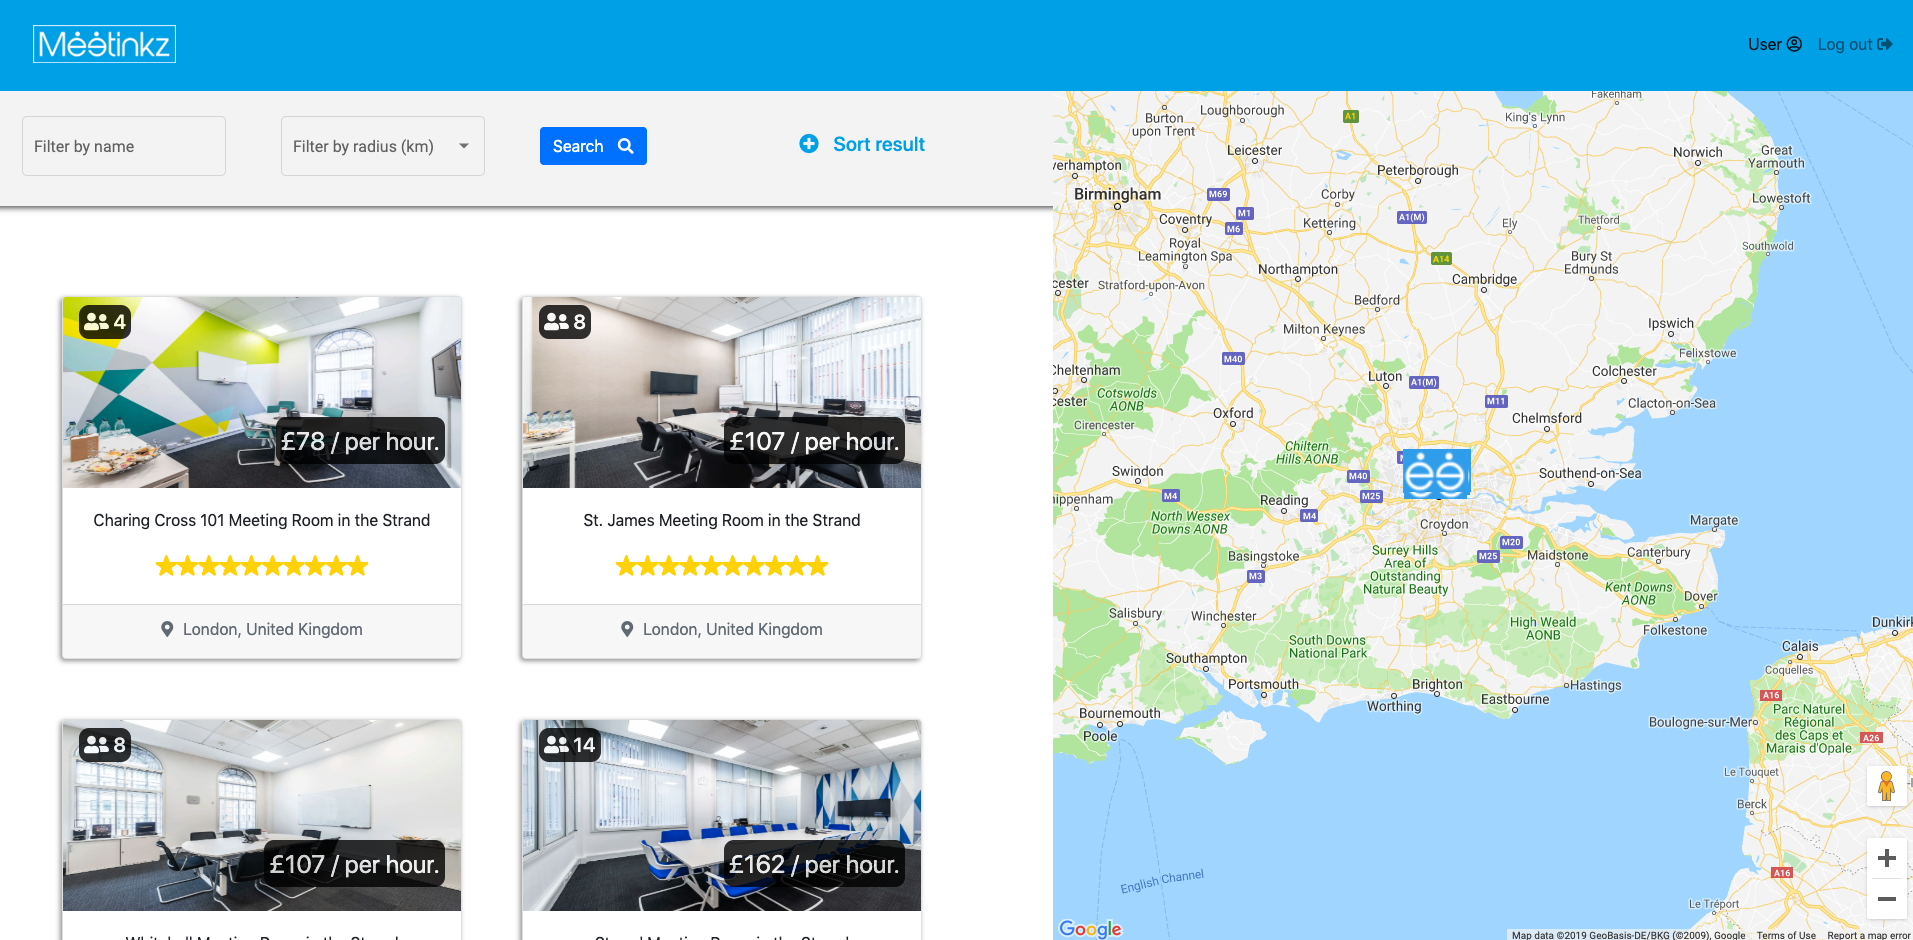 Meetinkz
User
Log out
Filter by name
Filter by radius (km)
Search
Sort result
4
£78 / per hour.
Charing Cross 101 Meeting Room in the Strand
London, United Kingdom
8
£107 / per hour.
St. James Meeting Room in the Strand
London, United Kingdom
8
£107 / per hour.
14
£162 / per hour.
Fakenham
Loughborough
A1
King's Lynn
Burton
upon Trent
Leicester
Norwich
Great
Yarmouth
verhampton
Peterborough
Birmingham
M69
Corby
Lowestoft
M1
Coventry
Kettering
A1(M)
Ely
Thetford
M6
Royal
Leamington Spa
Southwold
A14
Bury St
Edmunds
Northampton
Cambridge
cester
Stratford-upon-Avon
Bedford
Milton Keynes
Ipswich
M40
Felixstowe
Cheltenham
Luton
A1(M)
Colchester
cester
Cotswolds
AONB
M11
Clacton-on-Sea
Oxford
Chelmsford
Cirencester
Chiltern
Hills AONB
Swindon
M40
Southend-on-Sea
hippenham
M4
Reading
M25
North Wessex
Downs AONB
M4
Croydon
Margate
M20
Basingstoke
Surrey Hills
Area of
Outstanding
Natural Beauty
M25
Maidstone
Canterbury
M3
Kent Downs
AONB
Dover
Salisbury
Winchester
High Weald
AONB
Folkestone
Dunkirk
South Downs
National Park
Calais
Southampton
Coquelles
Portsmouth
Brighton
Hastings
Eastbourne
A16
Worthing
Bournemouth
Parc Naturel
Régional
des Caps et
Marais d'Opale
Boulogne-sur-Mer
Poole
A26
Le Touquet
Berck
English Channel
A16
Le Tréport
Google
Map data ©2019 GeoBasis-DE/BKG (©2009), Google
Terms of Use
Report a map error